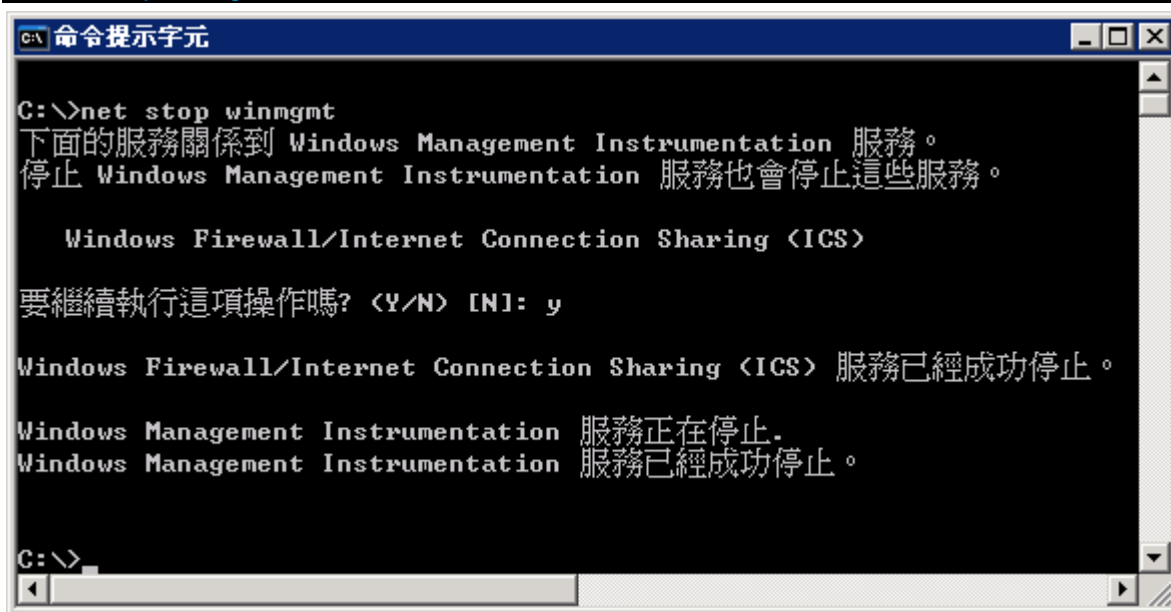 命令提示字元
C:\>net stop winmgmt
下面的服務關係到 Windows Management Instrumentation 服務。
停止 Windows Management Instrumentation 服務也會停止這些服務。
Windows Firewall/Internet Connection Sharing (ICS)
要繼續執行這項操作嗎? (Y/N) [N]: y
Windows Firewall/Internet Connection Sharing (ICS) 服務已經成功停止。
Windows Management Instrumentation 服務正在停止.
Windows Management Instrumentation 服務已經成功停止。
C:\>_